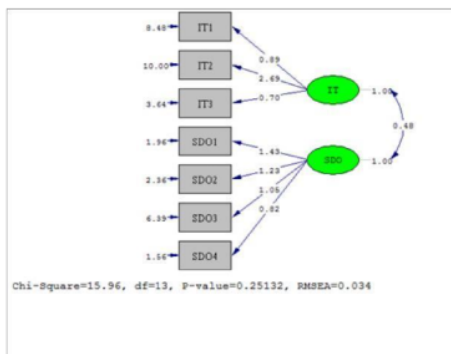 8.48 IT1
0.89
10.00 IT2
2.69 IT 1.00
3.64 IT3 0.70
0.48
1.96 SDO1
1.43
SDO 1.00
2.36 SDO2 1.23
1.06
6.39 SDO3
0.82
1.56 SDO4
Chi-Square=15.96, df=13, P-value=0.25132, RMSEA=0.034